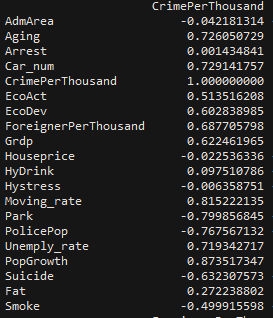 CrimePerThousand
AdmArea -0.042181314
Aging 0.726050729
Arrest 0.001434841
Car_num 0.729141757
CrimePerThousand 1.000000000
EcoAct 0.513516208
EcoDev 0.602838985
ForeignerPerThousand 0.687705798
Grdp 0.622461965
Houseprice -0.022536336
HyDrink 0.097510786
Hystress -0.006358751
Moving_rate 0.815222135
Park -0.799856845
PolicePop -0.767567132
Unemply_rate 0.719342717
PopGrowth 0.873517347
Suicide -0.632307573
Fat 0.272238802
Smoke -0.499915598